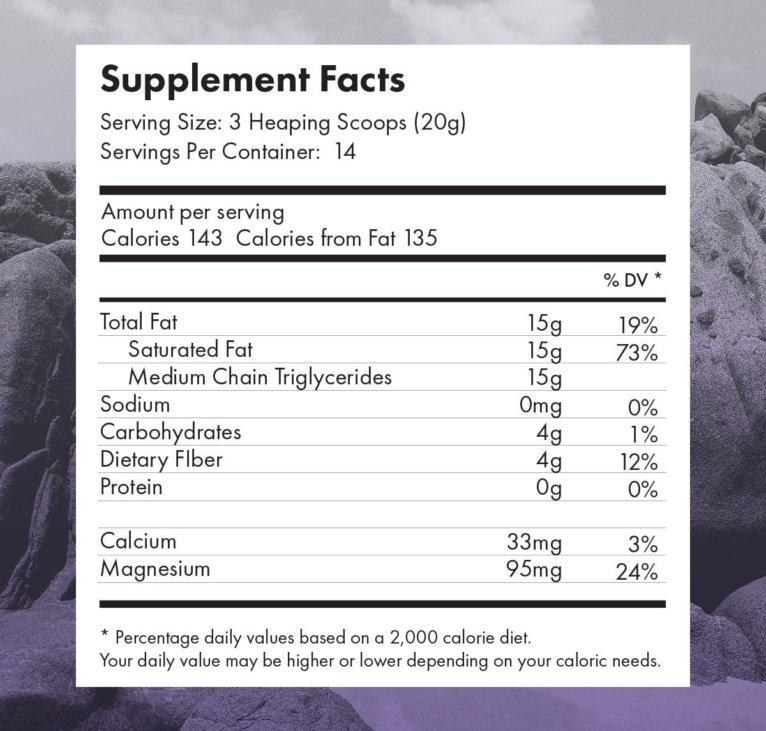 Supplement Facts
Serving Size: 3 Heaping Scoops (20g)
Servings Per Container: 14
Amount per serving
Calories 143 Calories from Fat 135
% DV *
Total Fat 15g 19%
Saturated Fat 15g 73%
Medium Chain Triglycerides 15g
Sodium 0mg 0%
Carbohydrates 4g 1%
Dietary FIber 4g 12%
Protein 0g 0%
Calcium 33mg 3%
Magnesium 95mg 24%
* Percentage daily values based on a 2,000 calorie diet.
Your daily value may be higher or lower depending on your caloric needs.